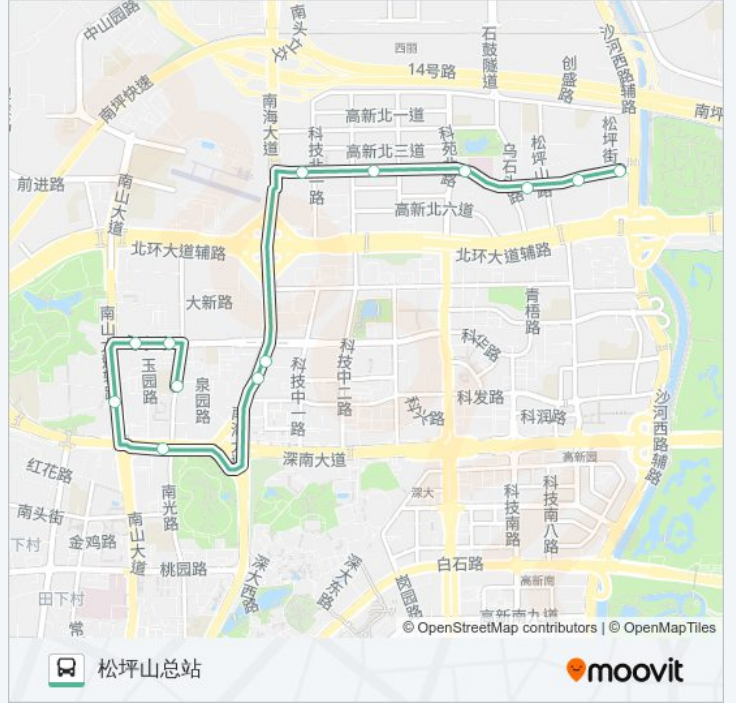 中山园路
南头立交
石鼓隧道
沙河西路辅路
西丽
14号路
创盛路
南坪快速
南海大道
高新北一道
南坪
科技北一路
高新北三道
科苑北路
乌石头路
松坪山路
松坪街
前进路
南山大道
高新北六道
北环大道辅路
北环大道辅路
大新路
青梧路
科华路
玉园路
泉园路
科技中一路
科技中二路
科发路
科兴路
科润路
沙河西路辅路
深南大道
高新园
红花路
深大
南光路
科技南路
科技南八路
南头街
南山大道
下村
金鸡路
桃园路
深大西路
深大东路
白石路
高新南
田下村
岗园路
高新南九道
常
© OpenStreetMap contributors | © OpenMapTiles
松坪山总站
moovit